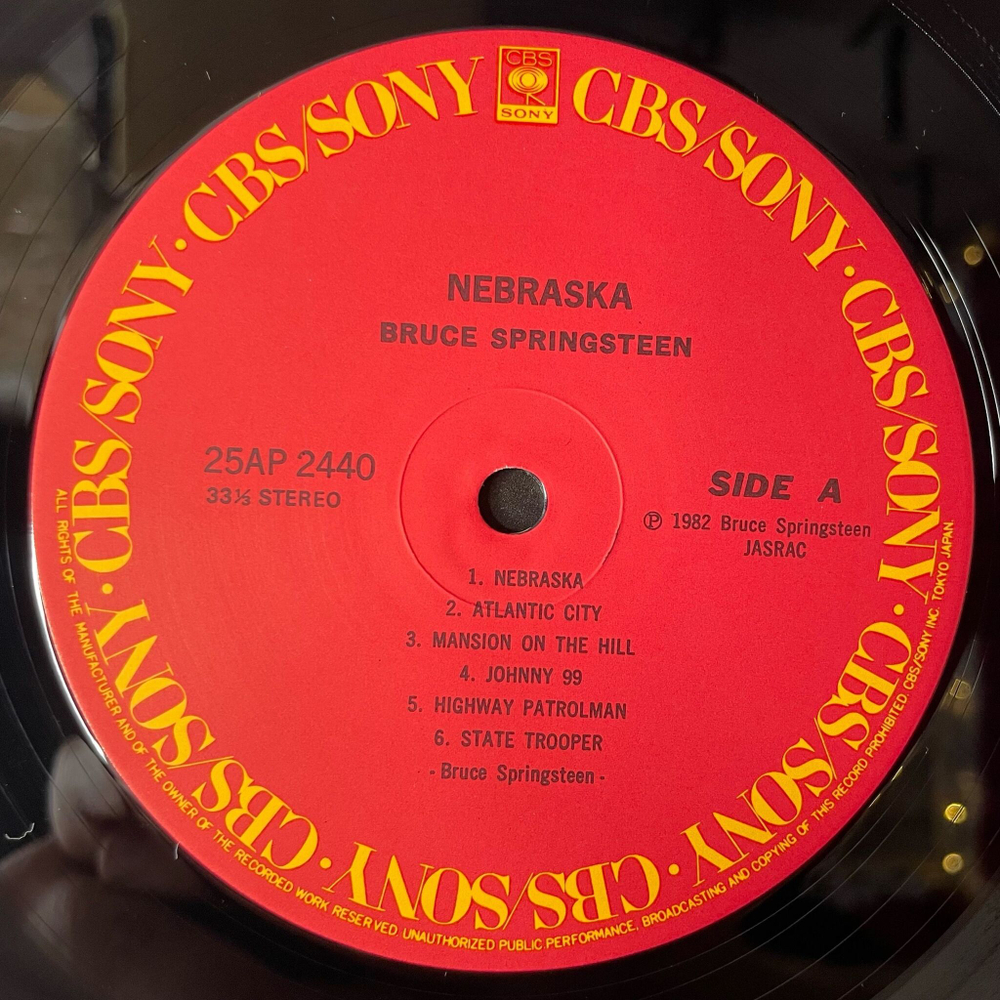 CBS
SONY
CBS/SONY · CBS/SONY · CBS/SONY · CBS/SONY · CBS/SONY · CBS/SONY · CBS/SONY · CBS/SONY
NEBRASKA
BRUCE SPRINGSTEEN
25AP 2440
33⅓ STEREO
SIDE A
Ⓟ 1982 Bruce Springsteen
JASRAC
1. NEBRASKA
2. ATLANTIC CITY
3. MANSION ON THE HILL
4. JOHNNY 99
5. HIGHWAY PATROLMAN
6. STATE TROOPER
-Bruce Springsteen-
ALL RIGHTS OF THE MANUFACTURER AND OF THE OWNER OF THE RECORDED WORK RESERVED. UNAUTHORIZED PUBLIC PERFORMANCE, BROADCASTING AND COPYING OF THIS RECORD PROHIBITED. CBS/SONY INC. TOKYO JAPAN.